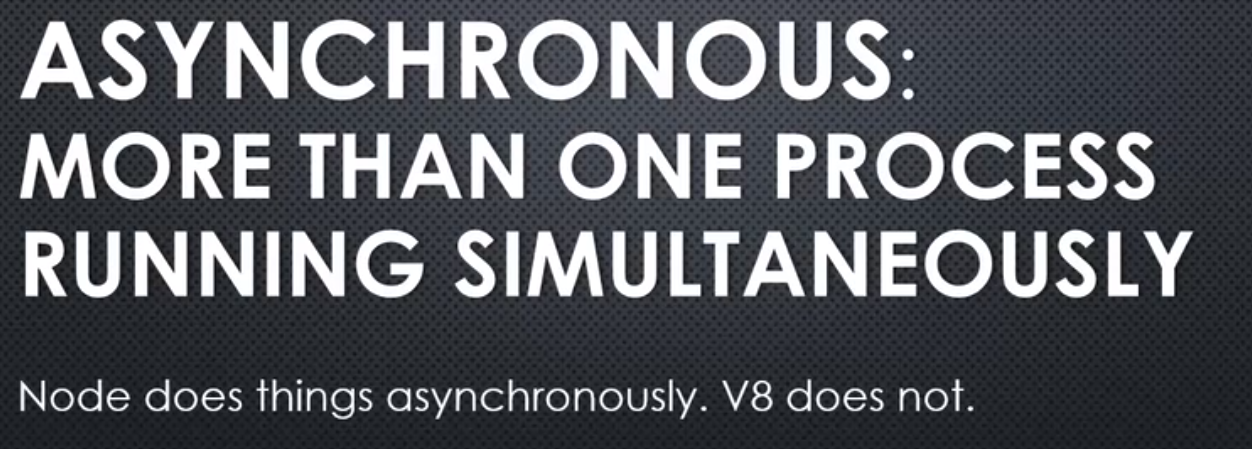 ASYNCHRONOUS:
MORE THAN ONE PROCESS
RUNNING SIMULTANEOUSLY
Node does things asynchronously. V8 does not.